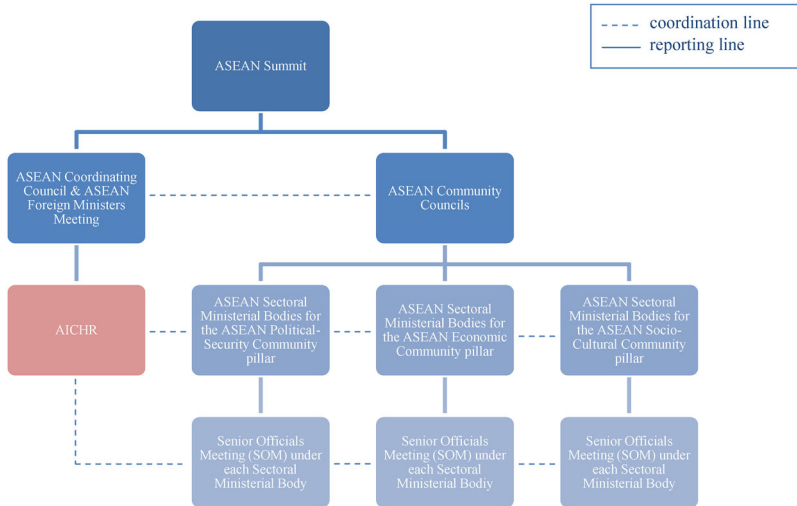 coordination line
reporting line
ASEAN Summit
ASEAN Coordinating
Council & ASEAN
Foreign Ministers
Meeting
ASEAN Community
Councils
AICHR
ASEAN Sectoral
Ministerial Bodies for
the ASEAN Political-
Security Community
pillar
ASEAN Sectoral
Ministerial Bodies for
the ASEAN Economic
Community pillar
ASEAN Sectoral
Ministerial Bodies for
the ASEAN Socio-
Cultural Community
pillar
Senior Officials
Meeting (SOM) under
each Sectoral
Ministerial Body
Senior Officials
Meeting (SOM) under
each Sectoral
Ministerial Bodiy
Senior Officials
Meeting (SOM) under
each Sectoral
Ministerial Body